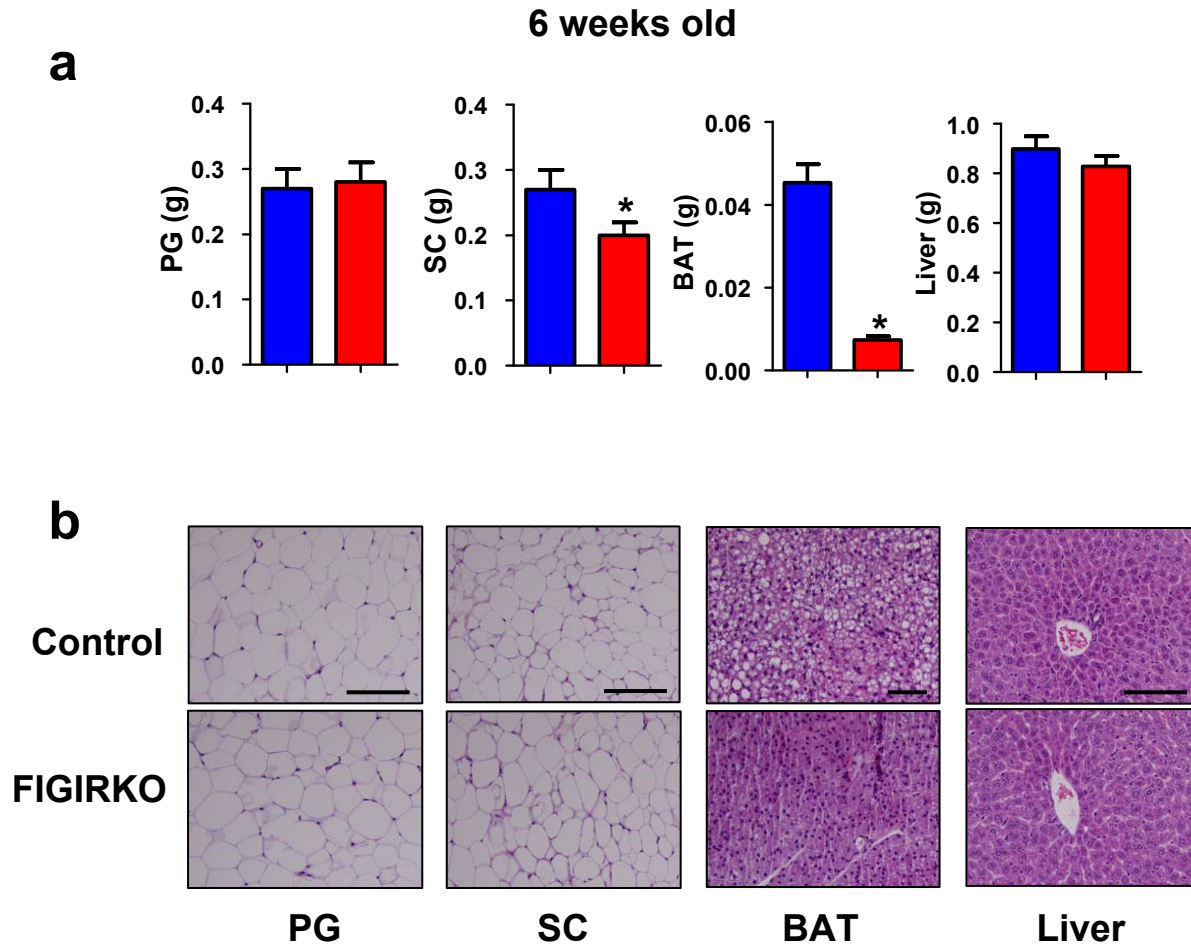 6 weeks old
a
PG (g)
0.4
0.3
0.2
0.1
0.0
SC (g)
0.4
0.3
0.2
0.1
0.0
*
BAT (g)
0.06
0.04
0.02
0.00
*
Liver (g)
1.0
0.8
0.6
0.4
0.2
0.0
b
Control
FIGIRKO
PG SC BAT Liver